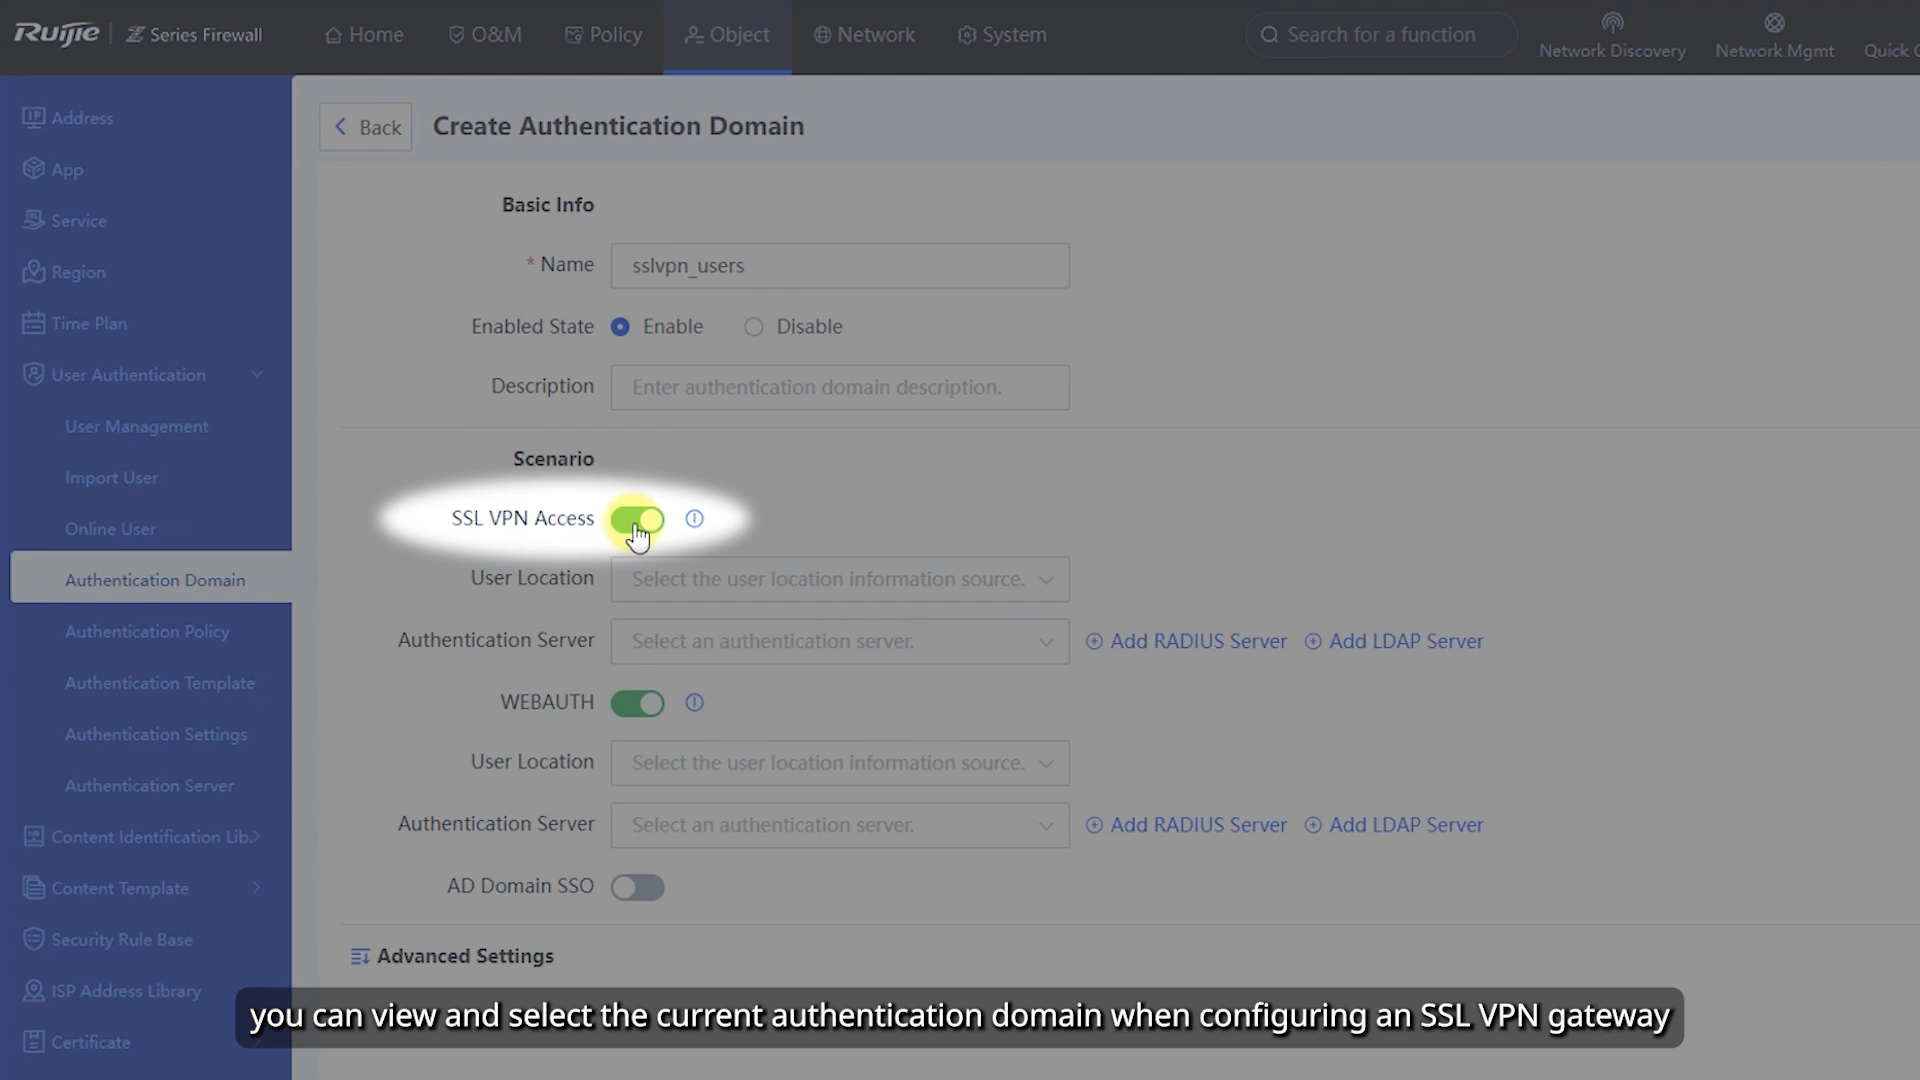 Ruijie | Z Series Firewall
Home
O&M
Policy
Object
Network
System
Search for a function
Network Discovery
Network Mgmt
Quick
Address
App
Service
Region
Time Plan
User Authentication
User Management
Import User
Online User
Authentication Domain
Authentication Policy
Authentication Template
Authentication Settings
Authentication Server
Content Identification Lib..
Content Template
Security Rule Base
ISP Address Library
Certificate
Back
Create Authentication Domain
Basic Info
* Name sslvpn_users
Enabled State Enable Disable
Description Enter authentication domain description.
Scenario
SSL VPN Access
User Location Select the user location information source.
Authentication Server Select an authentication server. Add RADIUS Server Add LDAP Server
WEBAUTH
User Location Select the user location information source.
Authentication Server Select an authentication server. Add RADIUS Server Add LDAP Server
AD Domain SSO
Advanced Settings
you can view and select the current authentication domain when configuring an SSL VPN gateway